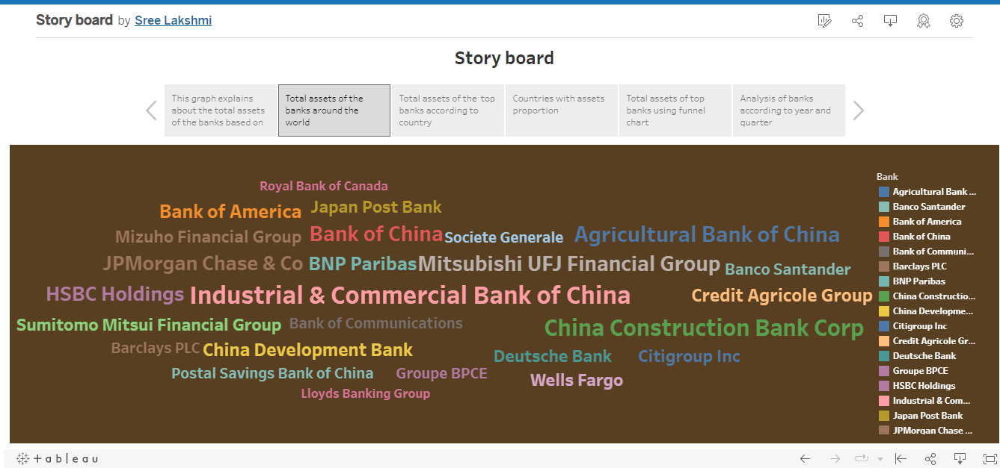 Story board by Sree Lakshmi
Story board
This graph explains
about the total assets
of the banks based on
Total assets of the
banks around the
world
Total assets of the top
banks according to
country
Countries with assets
proportion
Total assets of top
banks using funnel
chart
Analysis of banks
according to year and
quarter
Royal Bank of Canada
Bank of America
Japan Post Bank
Mizuho Financial Group
Bank of China
Societe Generale
Agricultural Bank of China
JPMorgan Chase & Co
BNP Paribas
Mitsubishi UFJ Financial Group
Banco Santander
HSBC Holdings
Industrial & Commercial Bank of China
Credit Agricole Group
Sumitomo Mitsui Financial Group
Bank of Communications
China Construction Bank Corp
Barclays PLC
China Development Bank
Deutsche Bank
Citigroup Inc
Postal Savings Bank of China
Groupe BPCE
Wells Fargo
Lloyds Banking Group
Bank
Agricultural Bank ...
Banco Santander
Bank of America
Bank of China
Bank of Communi...
Barclays PLC
BNP Paribas
China Constructio...
China Developme...
Citigroup Inc
Credit Agricole Gr...
Deutsche Bank
Groupe BPCE
HSBC Holdings
Industrial & Com...
Japan Post Bank
JPMorgan Chase ...
+ableau